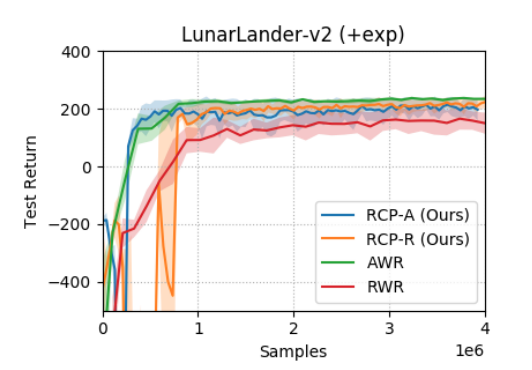 LunarLander-v2 (+exp)
400
200
0
−200
−400
Test Return
0
1
2
3
4
1e6
Samples
RCP-A (Ours)
RCP-R (Ours)
AWR
RWR